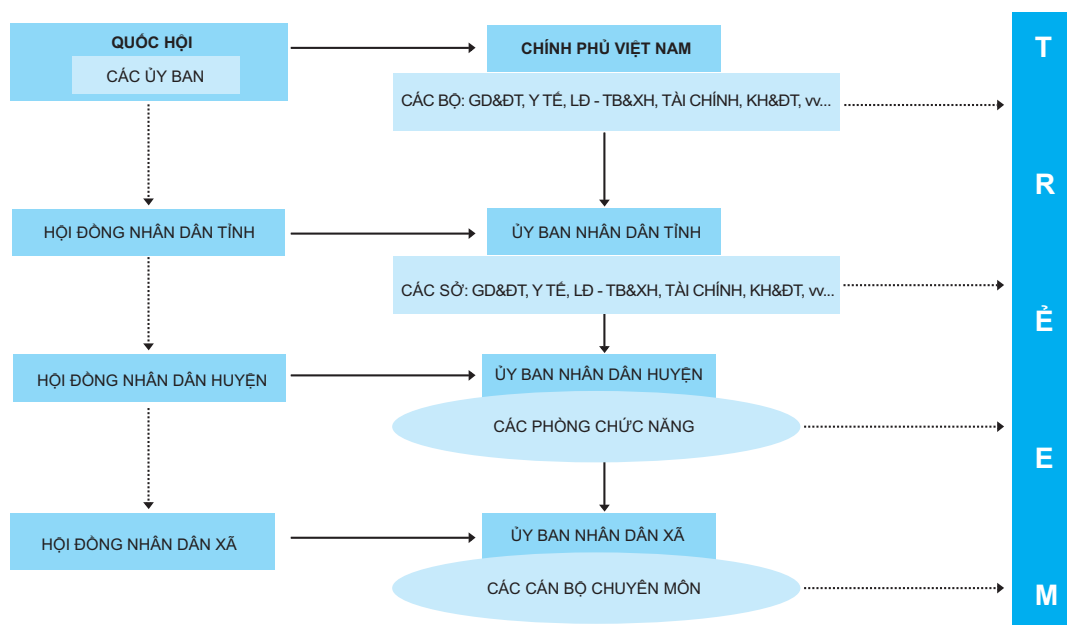 QUỐC HỘI
CÁC ỦY BAN
CHÍNH PHỦ VIỆT NAM
CÁC BỘ: GD&ĐT, Y TẾ, LĐ - TB&XH, TÀI CHÍNH, KH&ĐT, vv...
HỘI ĐỒNG NHÂN DÂN TỈNH
ỦY BAN NHÂN DÂN TỈNH
CÁC SỞ: GD&ĐT, Y TẾ, LĐ - TB&XH, TÀI CHÍNH, KH&ĐT, vv...
HỘI ĐỒNG NHÂN DÂN HUYỆN
ỦY BAN NHÂN DÂN HUYỆN
CÁC PHÒNG CHỨC NĂNG
HỘI ĐỒNG NHÂN DÂN XÃ
ỦY BAN NHÂN DÂN XÃ
CÁC CÁN BỘ CHUYÊN MÔN
T
R
Ẻ
E
M